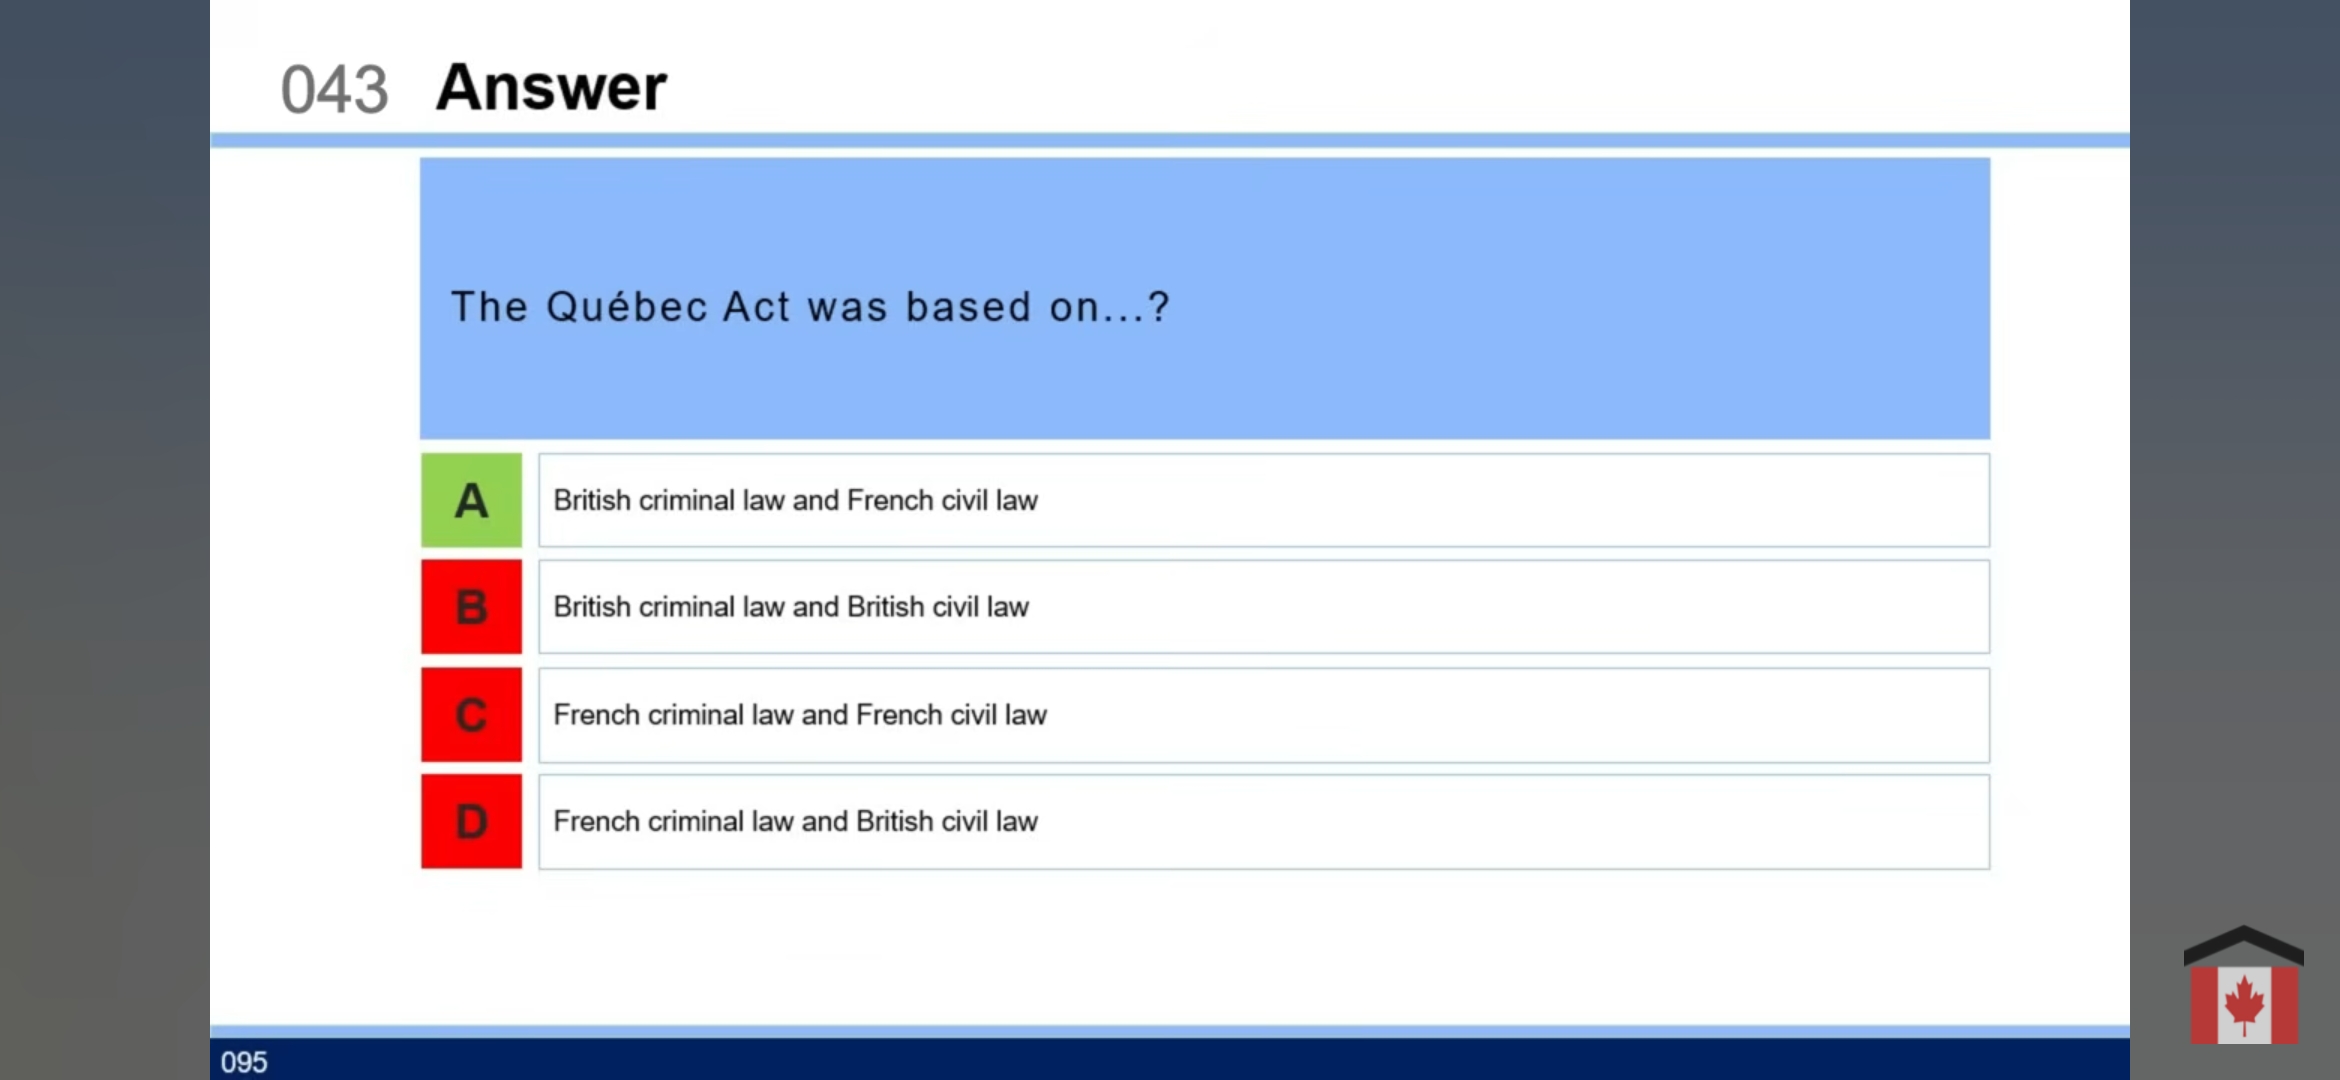 043 Answer
The Québec Act was based on...?
A British criminal law and French civil law
B British criminal law and British civil law
C French criminal law and French civil law
D French criminal law and British civil law
095